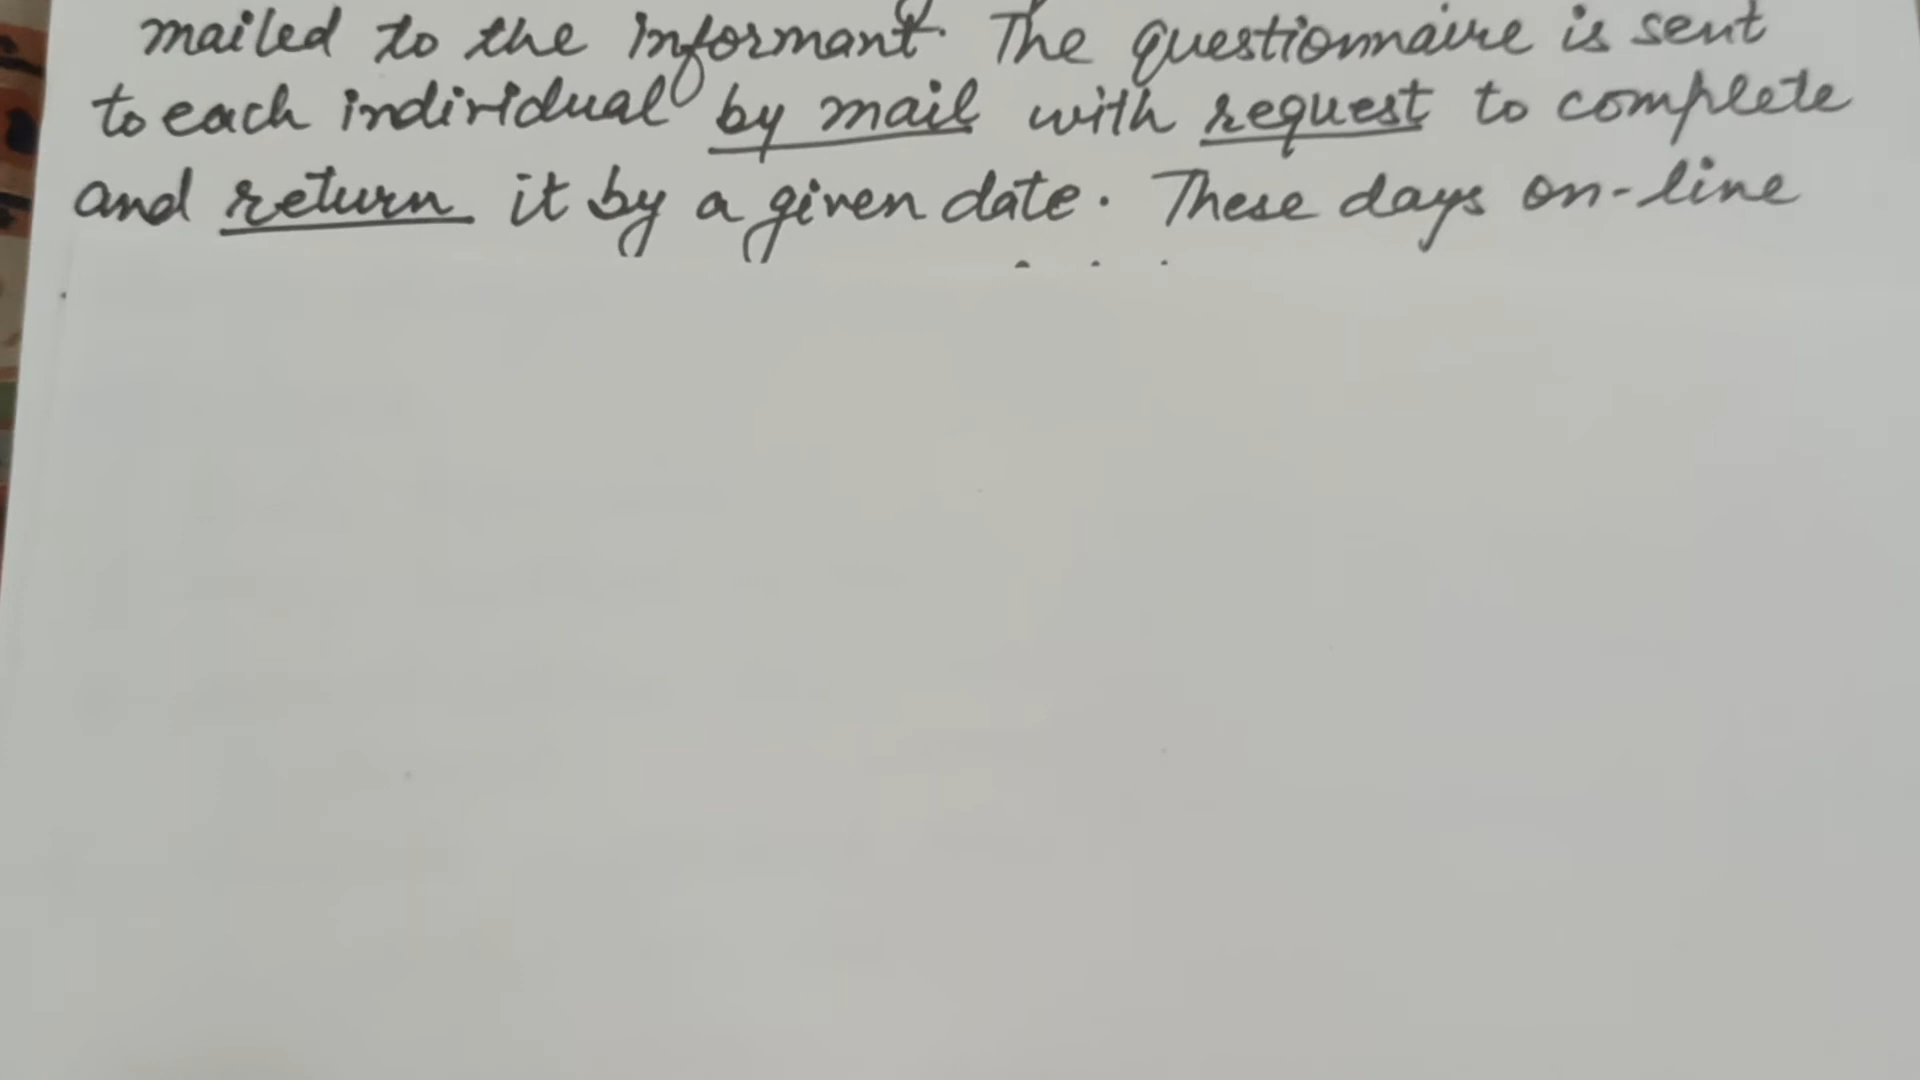 mailed to the informant. The questionnaire is sent
to each individual by mail with request to complete
and return it by a given date. These days on-line